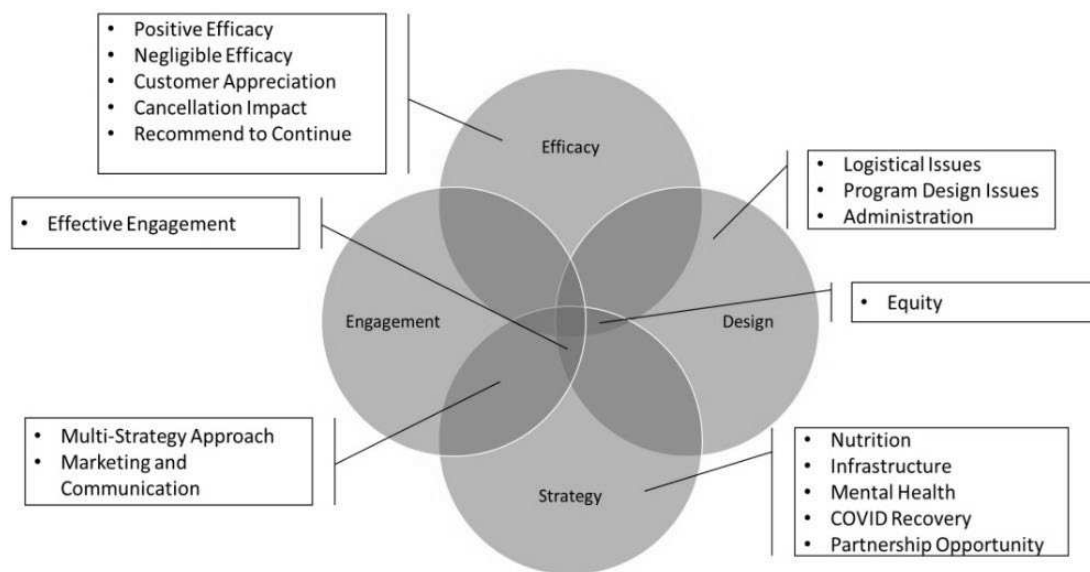 • Positive Efficacy
• Negligible Efficacy
• Customer Appreciation
• Cancellation Impact
• Recommend to Continue
Efficacy
• Logistical Issues
• Program Design Issues
• Administration
• Effective Engagement
• Equity
Engagement
Design
• Multi-Strategy Approach
• Marketing and
Communication
Strategy
• Nutrition
• Infrastructure
• Mental Health
• COVID Recovery
• Partnership Opportunity